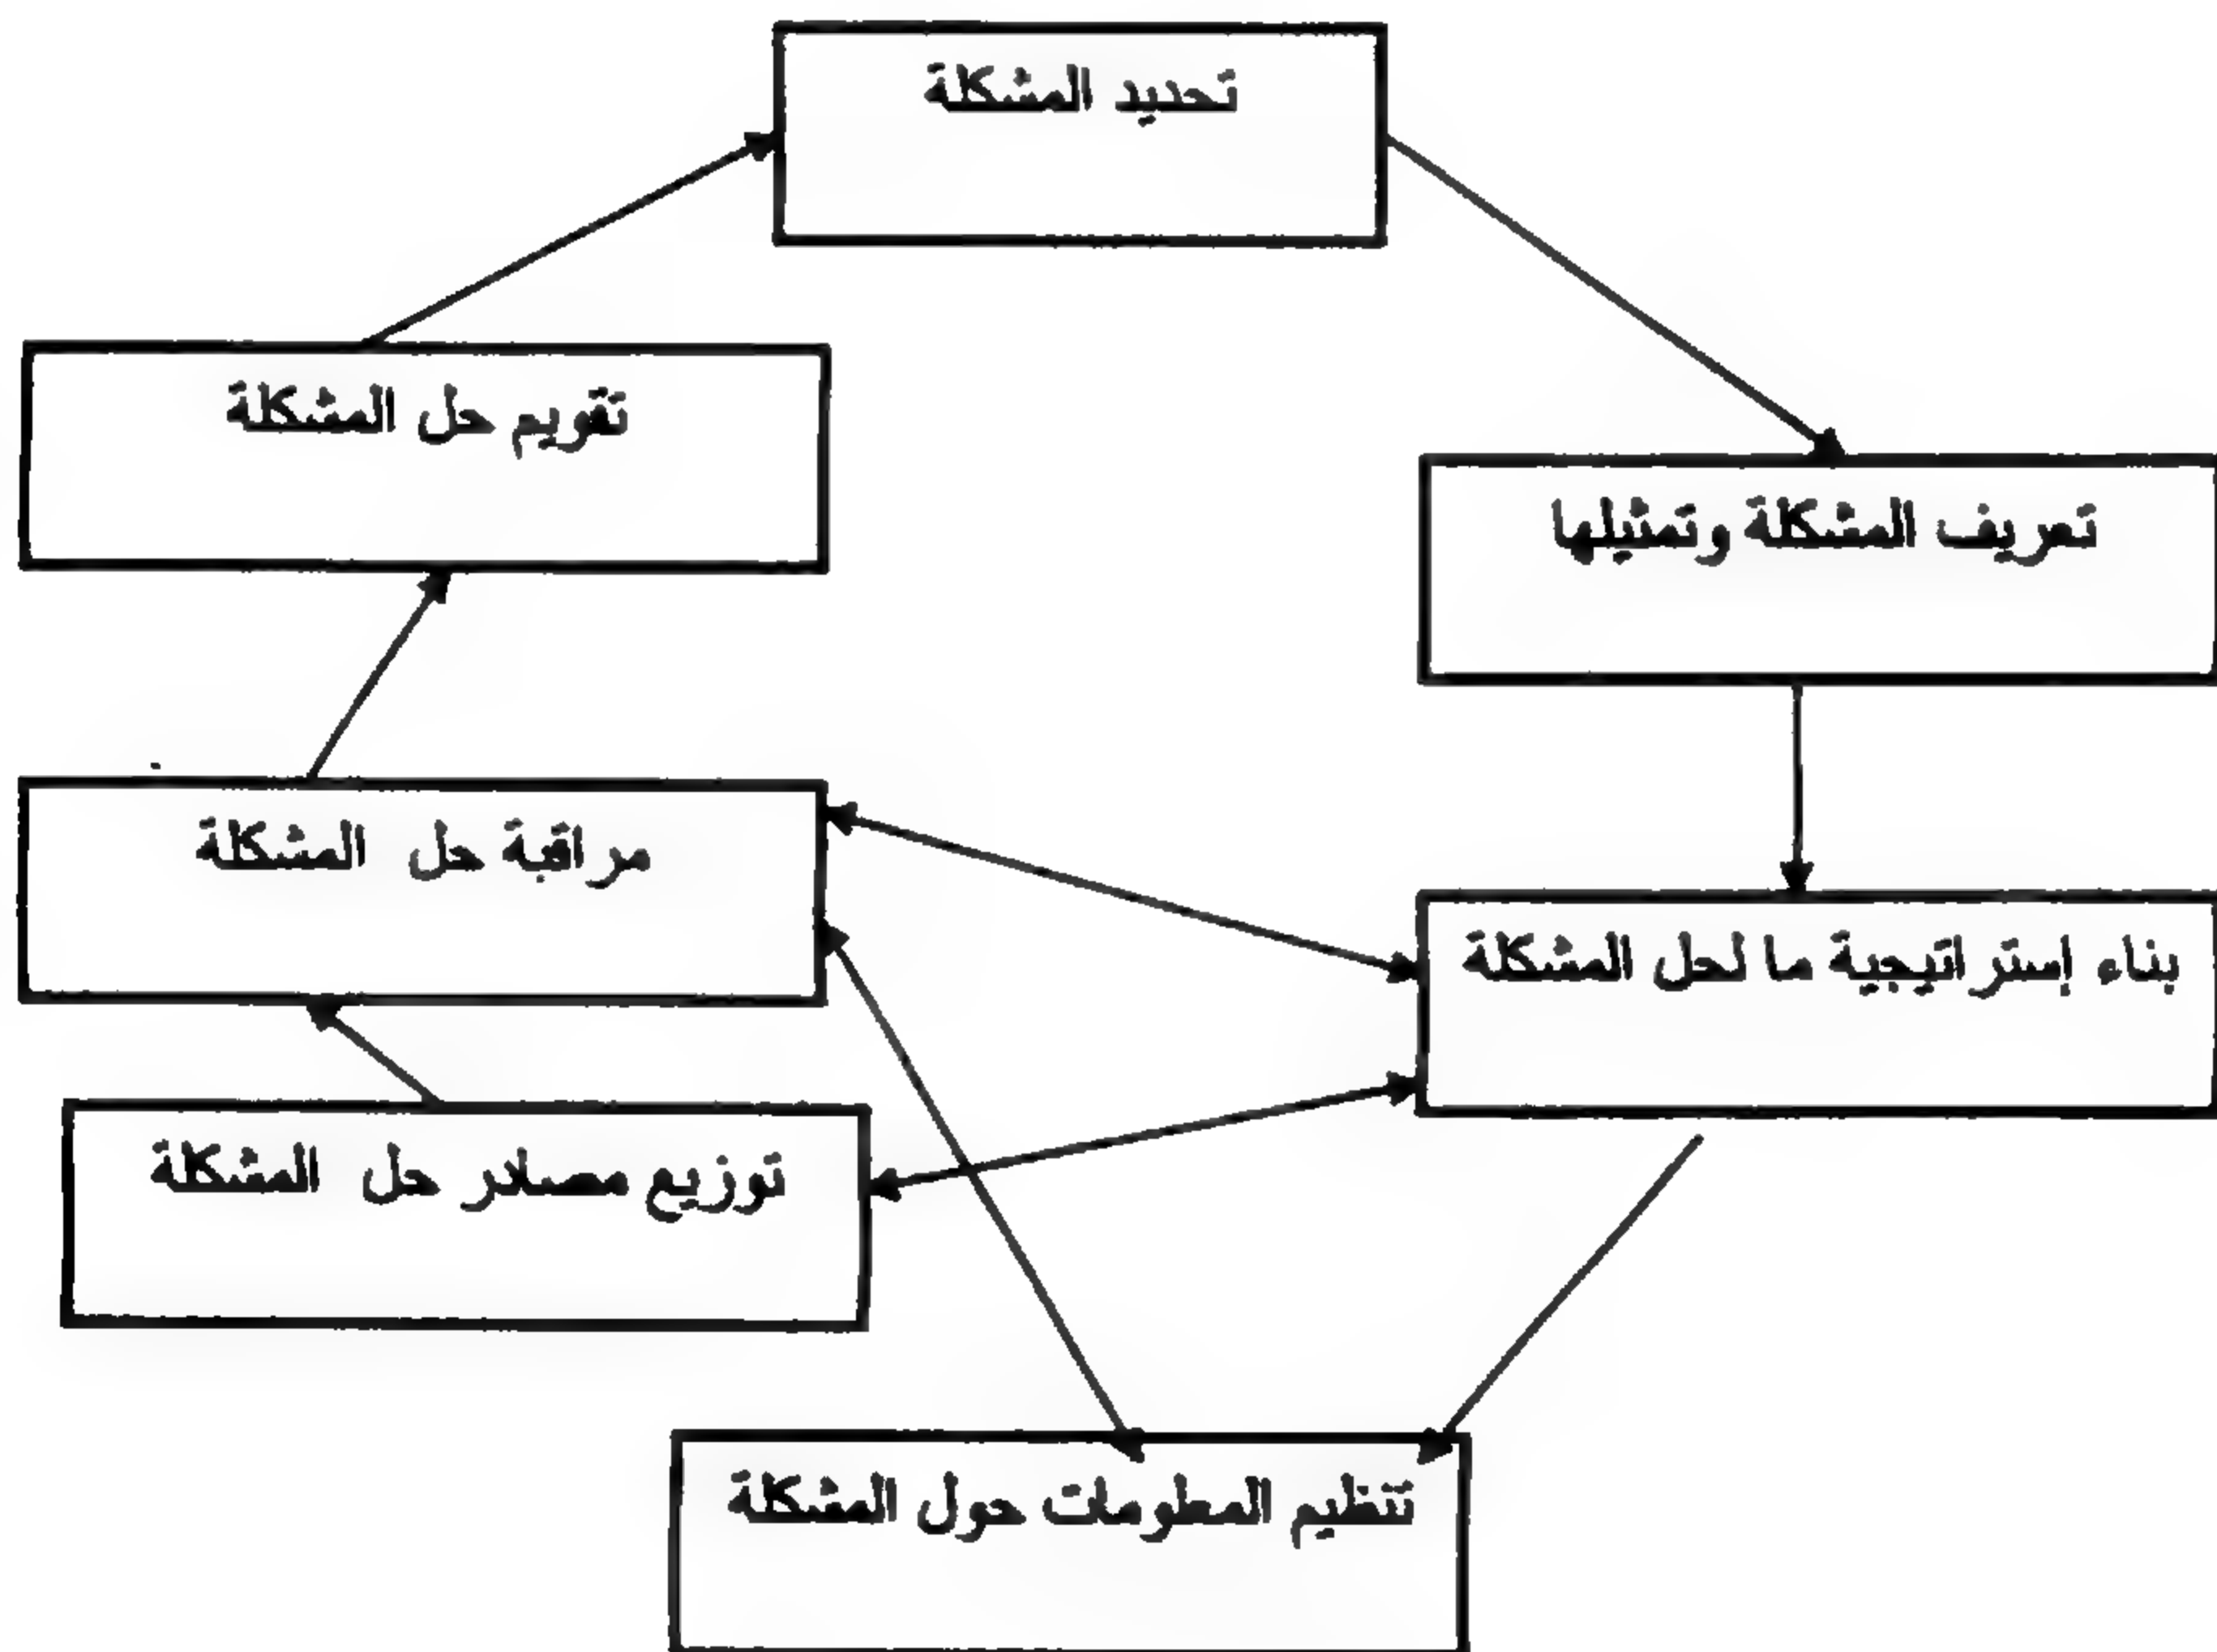 تحديد المشكلة
تقويم حل المشكلة
تعريف المشكلة وتمثيلها
مراقبة حل المشكلة
بناء إستراتيجية ما لحل المشكلة
توزيع مصادر حل المشكلة
تنظيم المعلومات حول المشكلة